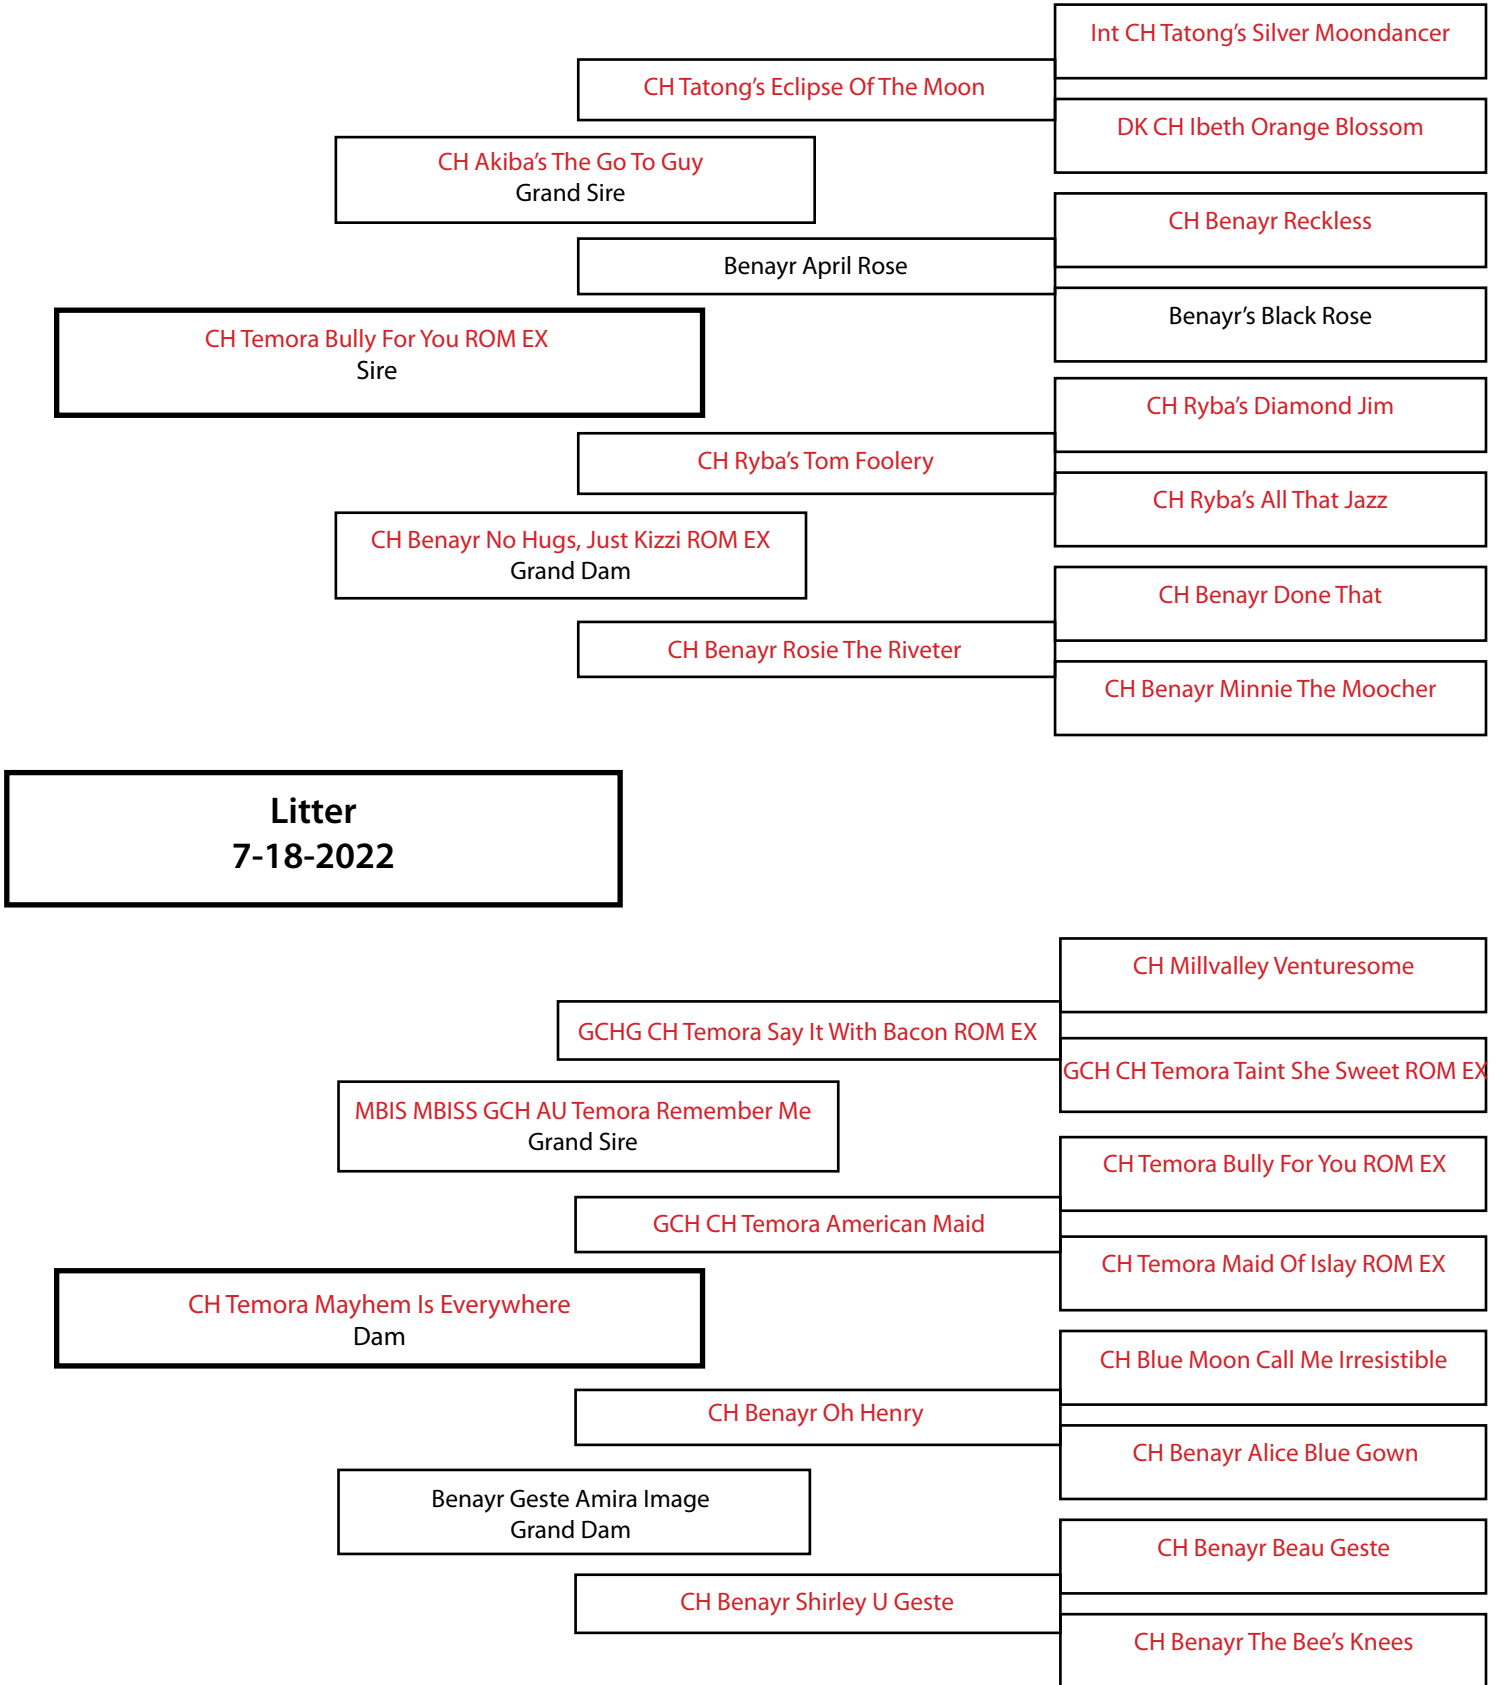 Int CH Tatong’s Silver Moondancer
CH Tatong’s Eclipse Of The Moon
DK CH Ibeth Orange Blossom
CH Akiba’s The Go To Guy
Grand Sire
CH Benayr Reckless
Benayr April Rose
Benayr’s Black Rose
CH Temora Bully For You ROM EX
Sire
CH Ryba’s Diamond Jim
CH Ryba’s Tom Foolery
CH Ryba’s All That Jazz
CH Benayr No Hugs, Just Kizzi ROM EX
Grand Dam
CH Benayr Done That
CH Benayr Rosie The Riveter
CH Benayr Minnie The Moocher
Litter
7-18-2022
CH Millvalley Venturesome
GCHG CH Temora Say It With Bacon ROM EX
GCH CH Temora Taint She Sweet ROM EX
MBIS MBISS GCH AU Temora Remember Me
Grand Sire
CH Temora Bully For You ROM EX
GCH CH Temora American Maid
CH Temora Maid Of Islay ROM EX
CH Temora Mayhem Is Everywhere
Dam
CH Blue Moon Call Me Irresistible
CH Benayr Oh Henry
CH Benayr Alice Blue Gown
Benayr Geste Amira Image
Grand Dam
CH Benayr Beau Geste
CH Benayr Shirley U Geste
CH Benayr The Bee’s Knees